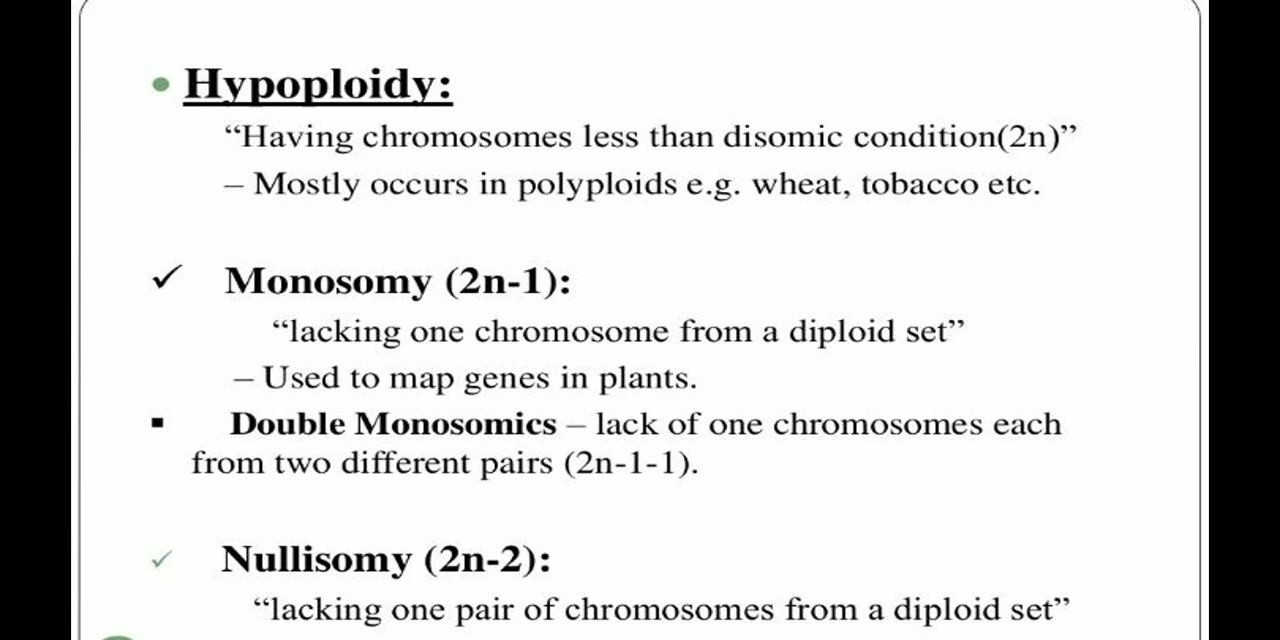 • Hypoploidy:
“Having chromosomes less than disomic condition(2n)”
– Mostly occurs in polyploids e.g. wheat, tobacco etc.
✓ Monosomy (2n-1):
“lacking one chromosome from a diploid set”
– Used to map genes in plants.
▪ Double Monosomics – lack of one chromosomes each
from two different pairs (2n-1-1).
✓ Nullisomy (2n-2):
“lacking one pair of chromosomes from a diploid set”